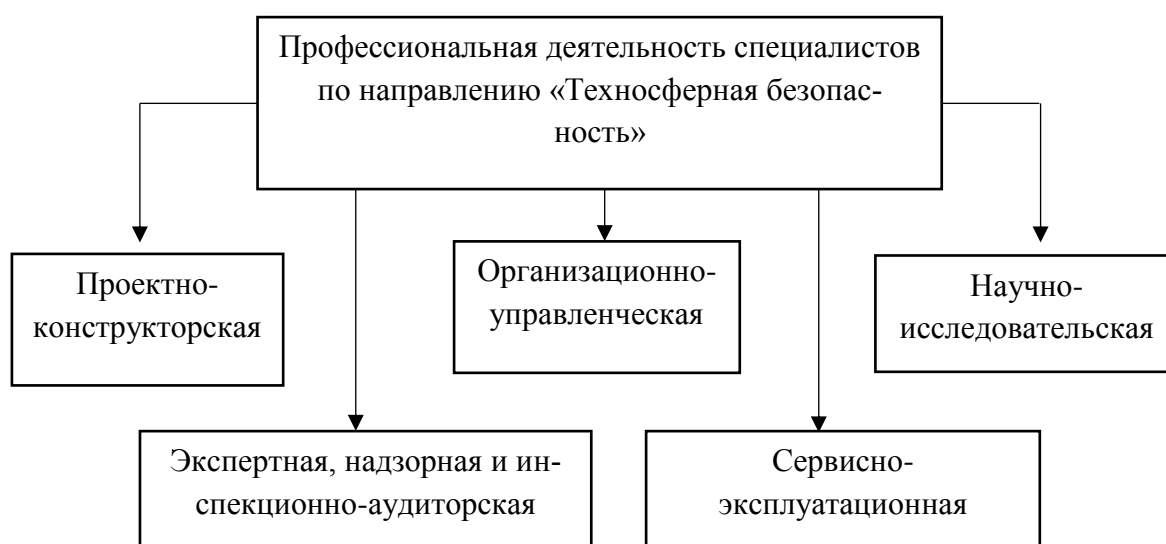 Профессиональная деятельность специалистов
по направлению «Техносферная безопас-
ность»
Проектно-
конструкторская
Организационно-
управленческая
Научно-
исследовательская
Экспертная, надзорная и ин-
спекционно-аудиторская
Сервисно-
эксплуатационная